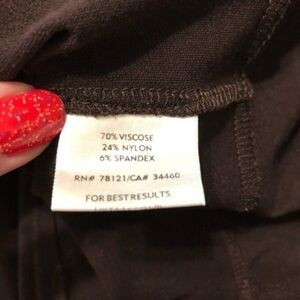 70% VISCOSE
24% NYLON
6% SPANDEX
RN# 78121/CA# 34460
FOR BEST RESULTS